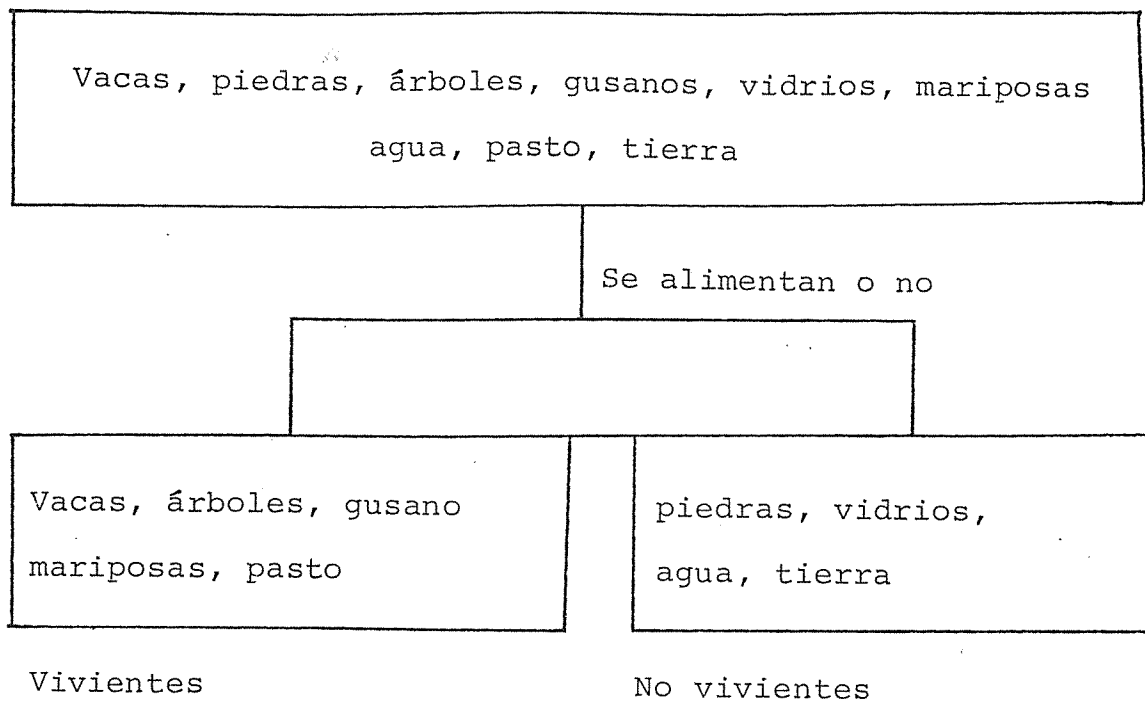 Vacas, piedras, árboles, gusanos, vidrios, mariposas
agua, pasto, tierra
Se alimentan o no
Vacas, árboles, gusano
mariposas, pasto
piedras, vidrios,
agua, tierra
Vivientes
No vivientes